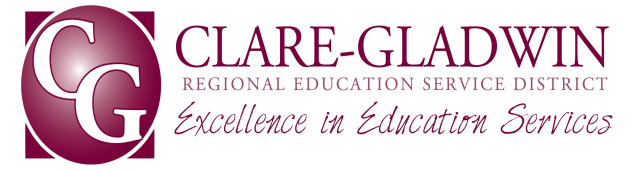 CG
CLARE-GLADWIN
REGIONAL EDUCATION SERVICE DISTRICT
Excellence in Education Services